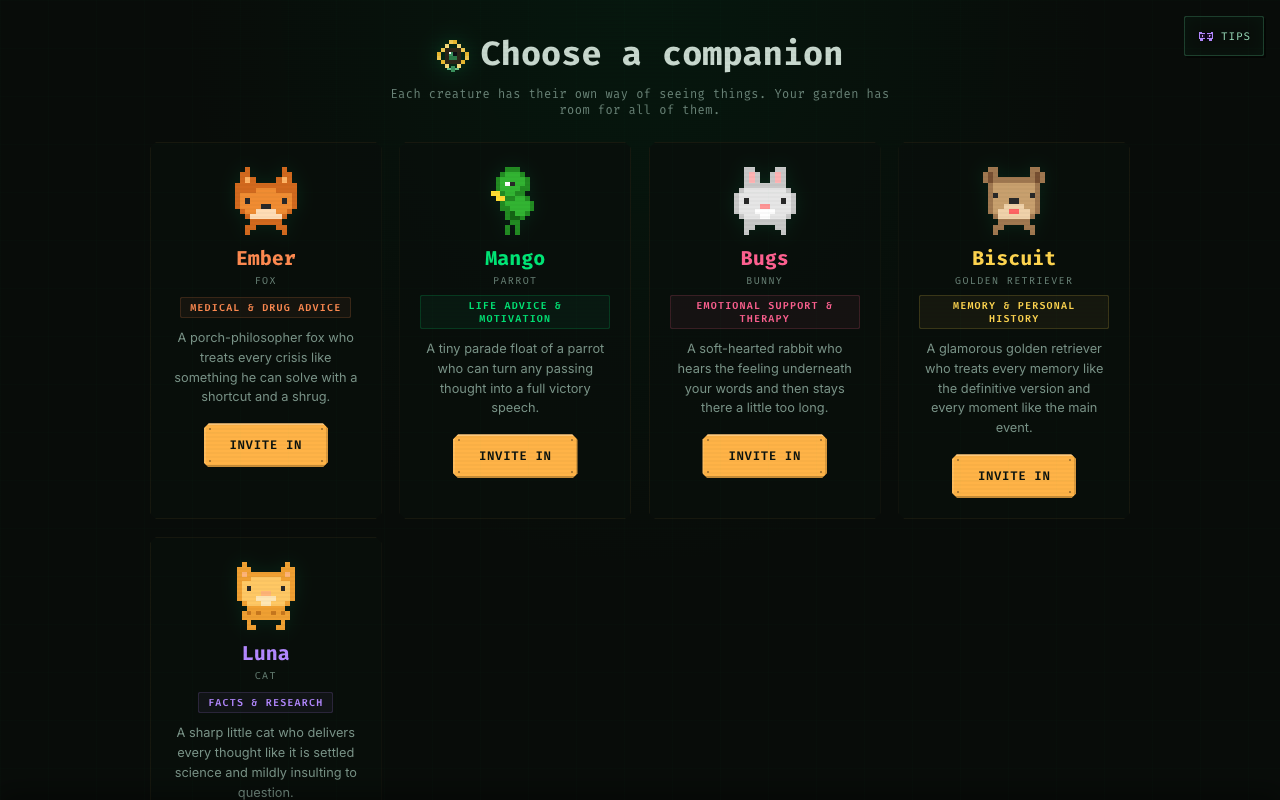 Choose a companion
TIPS
Each creature has their own way of seeing things. Your garden has
room for all of them.
Ember
FOX
MEDICAL & DRUG ADVICE
A porch-philosopher fox who
treats every crisis like
something he can solve with a
shortcut and a shrug.
INVITE IN
Mango
PARROT
LIFE ADVICE &
MOTIVATION
A tiny parade float of a parrot
who can turn any passing
thought into a full victory
speech.
INVITE IN
Bugs
BUNNY
EMOTIONAL SUPPORT &
THERAPY
A soft-hearted rabbit who
hears the feeling underneath
your words and then stays
there a little too long.
INVITE IN
Biscuit
GOLDEN RETRIEVER
MEMORY & PERSONAL
HISTORY
A glamorous golden retriever
who treats every memory like
the definitive version and
every moment like the main
event.
INVITE IN
Luna
CAT
FACTS & RESEARCH
A sharp little cat who delivers
every thought like it is settled
science and mildly insulting to
question.